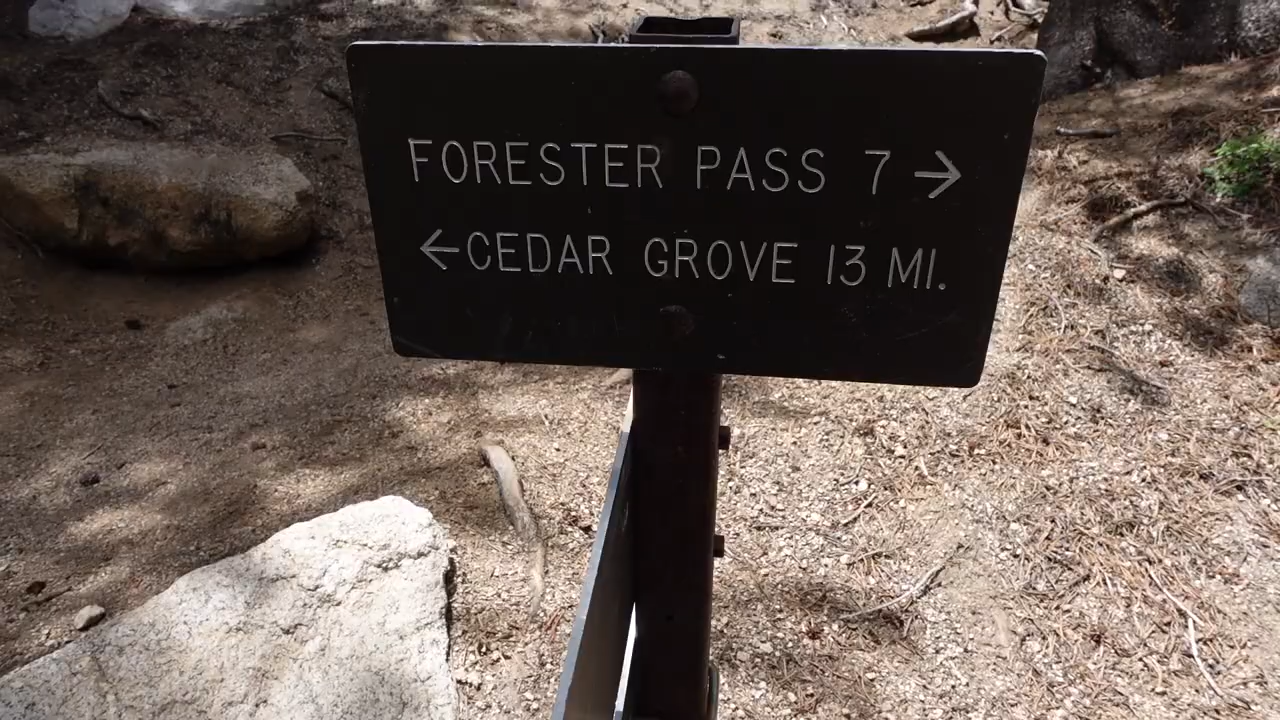 FORESTER PASS 7 →
← CEDAR GROVE 13 MI.